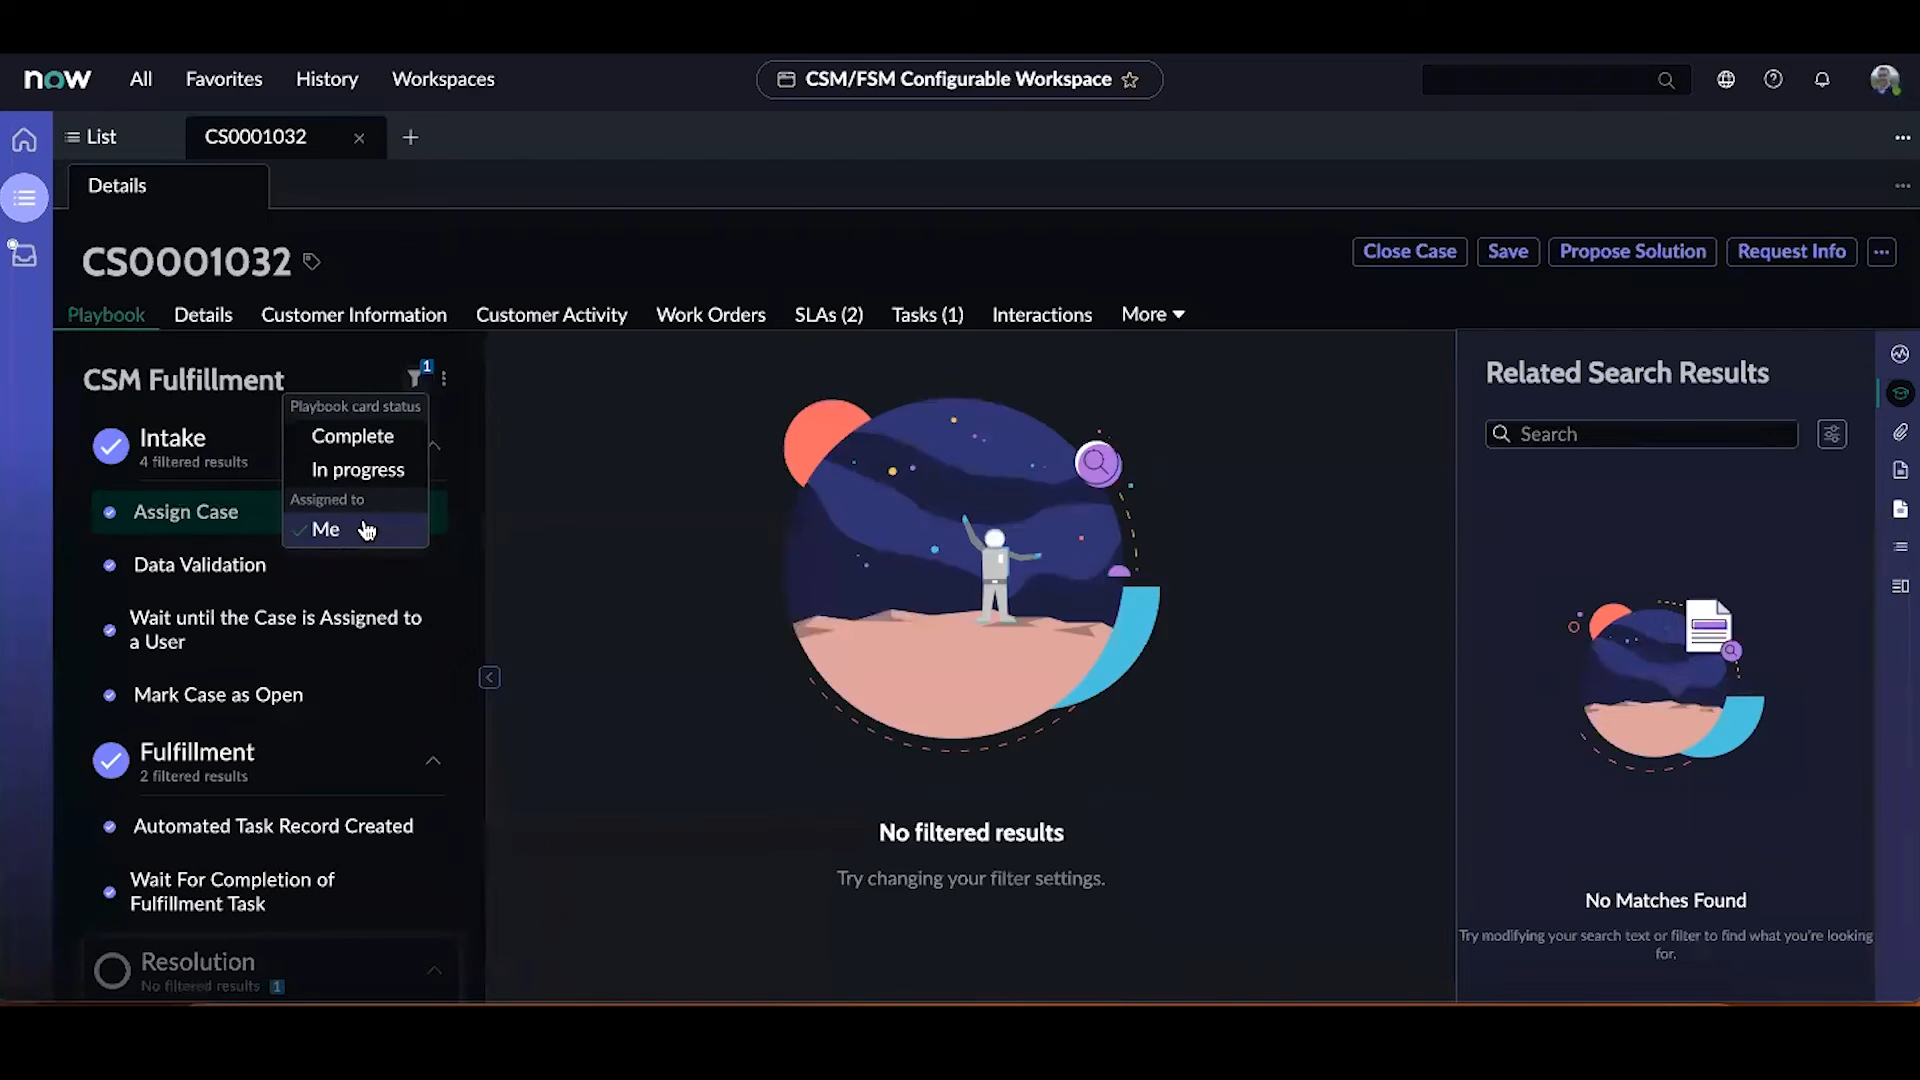 now All Favorites History Workspaces CSM/FSM Configurable Workspace
List CS0001032
Details
CS0001032 Close Case Save Propose Solution Request Info
Playbook Details Customer Information Customer Activity Work Orders SLAs (2) Tasks (1) Interactions More
CSM Fulfillment 1
Playbook card status
Complete
In progress
Assigned to
Me
Intake
4 filtered results
Assign Case
Data Validation
Wait until the Case is Assigned to
a User
Mark Case as Open
Fulfillment
2 filtered results
Automated Task Record Created
Wait For Completion of
Fulfillment Task
Resolution
No filtered results 1
No filtered results
Try changing your filter settings.
Related Search Results
Search
No Matches Found
Try modifying your search text or filter to find what you're looking
for.